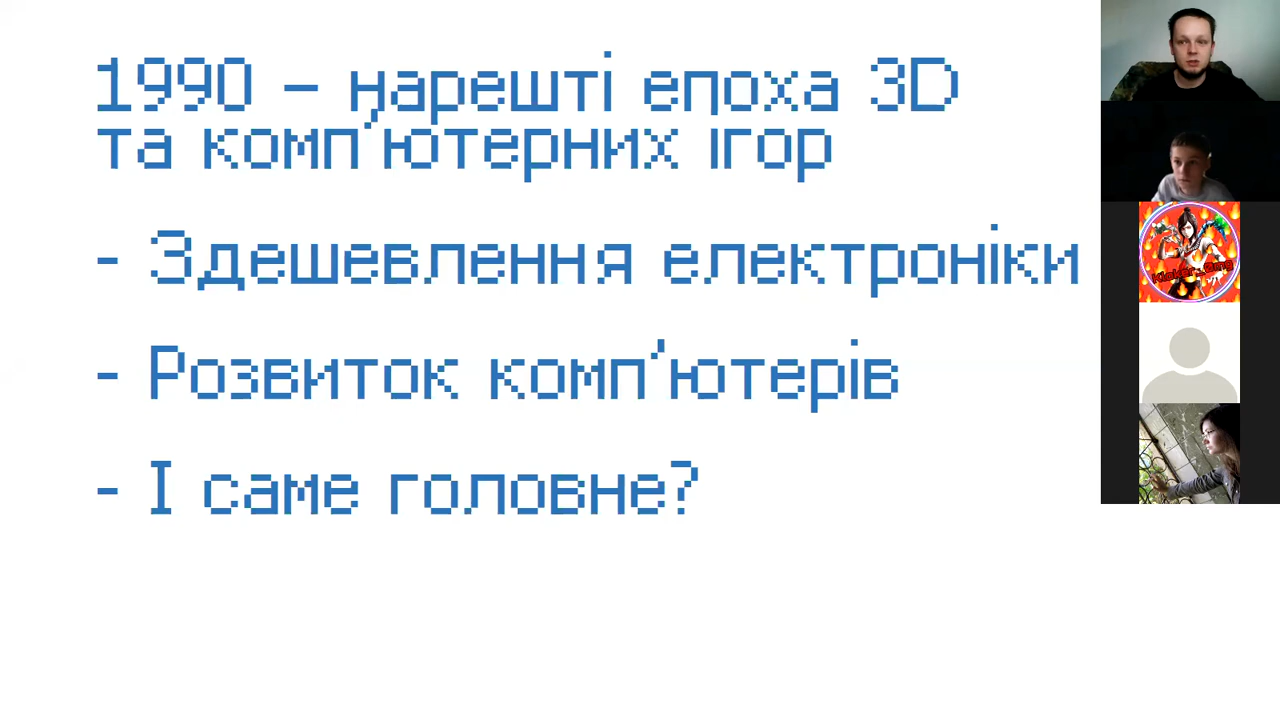 1990 – нарешті епоха 3D
та комп'ютерних ігор
- Здешевлення електроніки
- Розвиток комп'ютерів
- І саме головне?